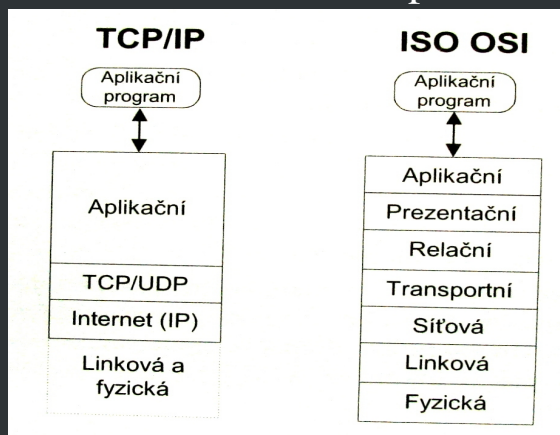 TCP/IP
Aplikační
program
Aplikační
TCP/UDP
Internet (IP)
Linková a
fyzická
ISO OSI
Aplikační
program
Aplikační
Prezentační
Relační
Transportní
Síťová
Linková
Fyzická